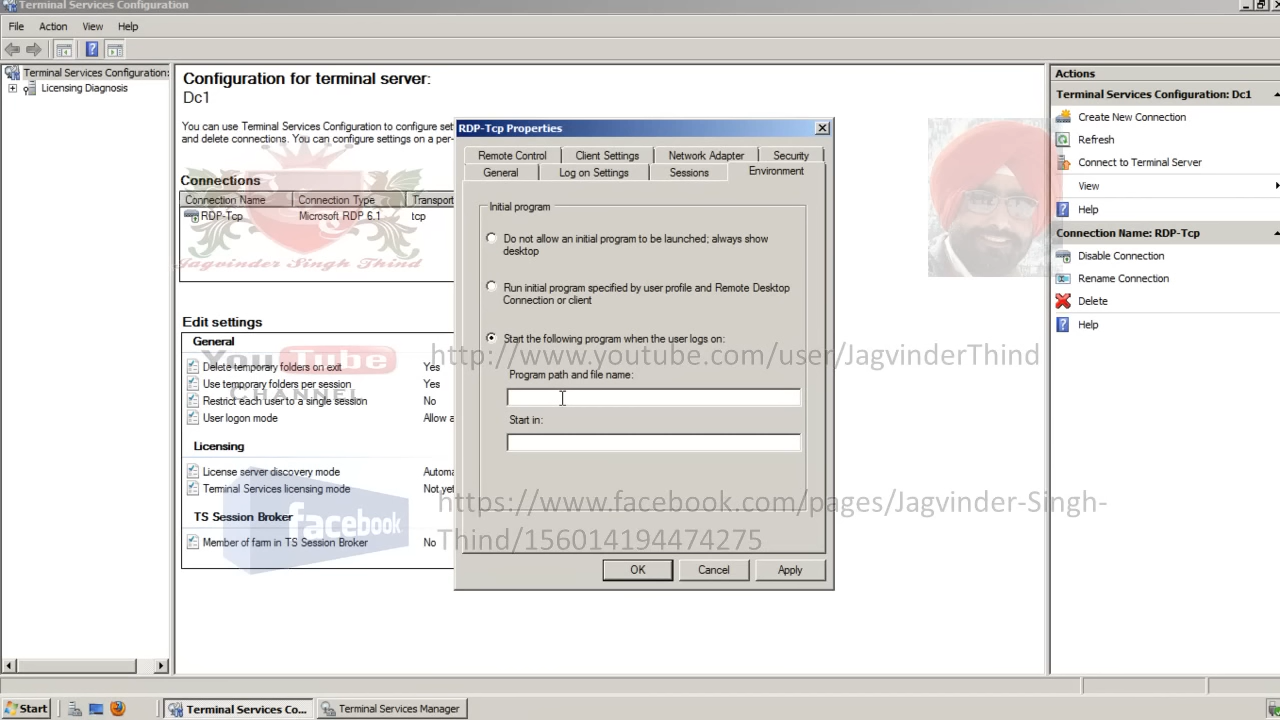 Terminal Services Configuration
File Action View Help
Terminal Services Configuration:
Licensing Diagnosis
Configuration for terminal server:
Dc1
You can use Terminal Services Configuration to configure set
and delete connections. You can configure settings on a per-
Connections
Connection Name Connection Type Transport
RDP-Tcp Microsoft RDP 6.1 tcp
Jagvinder Singh Thind
Edit settings
General
Delete temporary folders on exit Yes
Use temporary folders per session Yes
Restrict each user to a single session No
User logon mode Allow a
YouTube
CHANNEL
Licensing
License server discovery mode Automa
Terminal Services licensing mode Not ye
TS Session Broker
Member of farm in TS Session Broker No
facebook
RDP-Tcp Properties
Remote Control Client Settings Network Adapter Security
General Log on Settings Sessions Environment
Initial program
Do not allow an initial program to be launched; always show
desktop
Run initial program specified by user profile and Remote Desktop
Connection or client
Start the following program when the user logs on:
http://www.youtube.com/user/JagvinderThind
Program path and file name:
Start in:
https://www.facebook.com/pages/Jagvinder-Singh-
Thind/156014194474275
OK Cancel Apply
Actions
Terminal Services Configuration: Dc1
Create New Connection
Refresh
Connect to Terminal Server
View
Help
Connection Name: RDP-Tcp
Disable Connection
Rename Connection
Delete
Help
Start Terminal Services Co... Terminal Services Manager